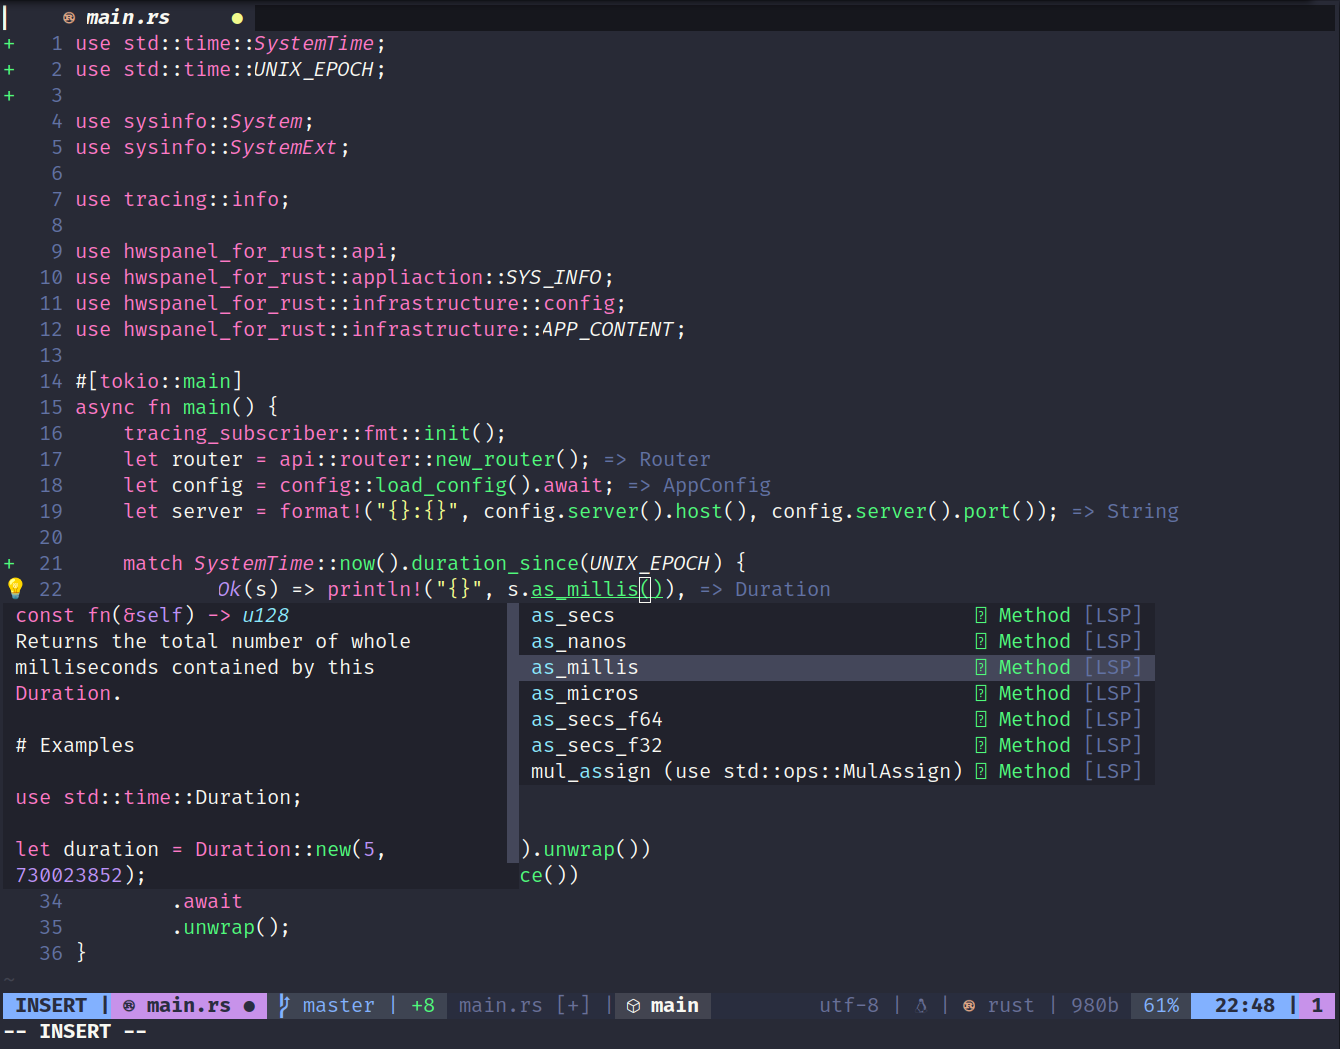 main.rs ●
+ 1 use std::time::SystemTime;
+ 2 use std::time::UNIX_EPOCH;
+ 3
4 use sysinfo::System;
5 use sysinfo::SystemExt;
6
7 use tracing::info;
8
9 use hwspanel_for_rust::api;
10 use hwspanel_for_rust::appliaction::SYS_INFO;
11 use hwspanel_for_rust::infrastructure::config;
12 use hwspanel_for_rust::infrastructure::APP_CONTENT;
13
14 #[tokio::main]
15 async fn main() {
16     tracing_subscriber::fmt::init();
17     let router = api::router::new_router(); => Router
18     let config = config::load_config().await; => AppConfig
19     let server = format!("{}:{}", config.server().host(), config.server().port()); => String
20
+ 21     match SystemTime::now().duration_since(UNIX_EPOCH) {
22             Ok(s) => println!("{}", s.as_millis()), => Duration
const fn(&self) -> u128
Returns the total number of whole
milliseconds contained by this
Duration.
# Examples
use std::time::Duration;
let duration = Duration::new(5,
730023852);
as_secs Method [LSP]
as_nanos Method [LSP]
as_millis Method [LSP]
as_micros Method [LSP]
as_secs_f64 Method [LSP]
as_secs_f32 Method [LSP]
mul_assign (use std::ops::MulAssign) Method [LSP]
).unwrap())
ce())
34         .await
35         .unwrap();
36 }
~
INSERT | main.rs ● master | +8 main.rs [+] | main utf-8 | | rust | 980b 61% 22:48 | 1
-- INSERT --